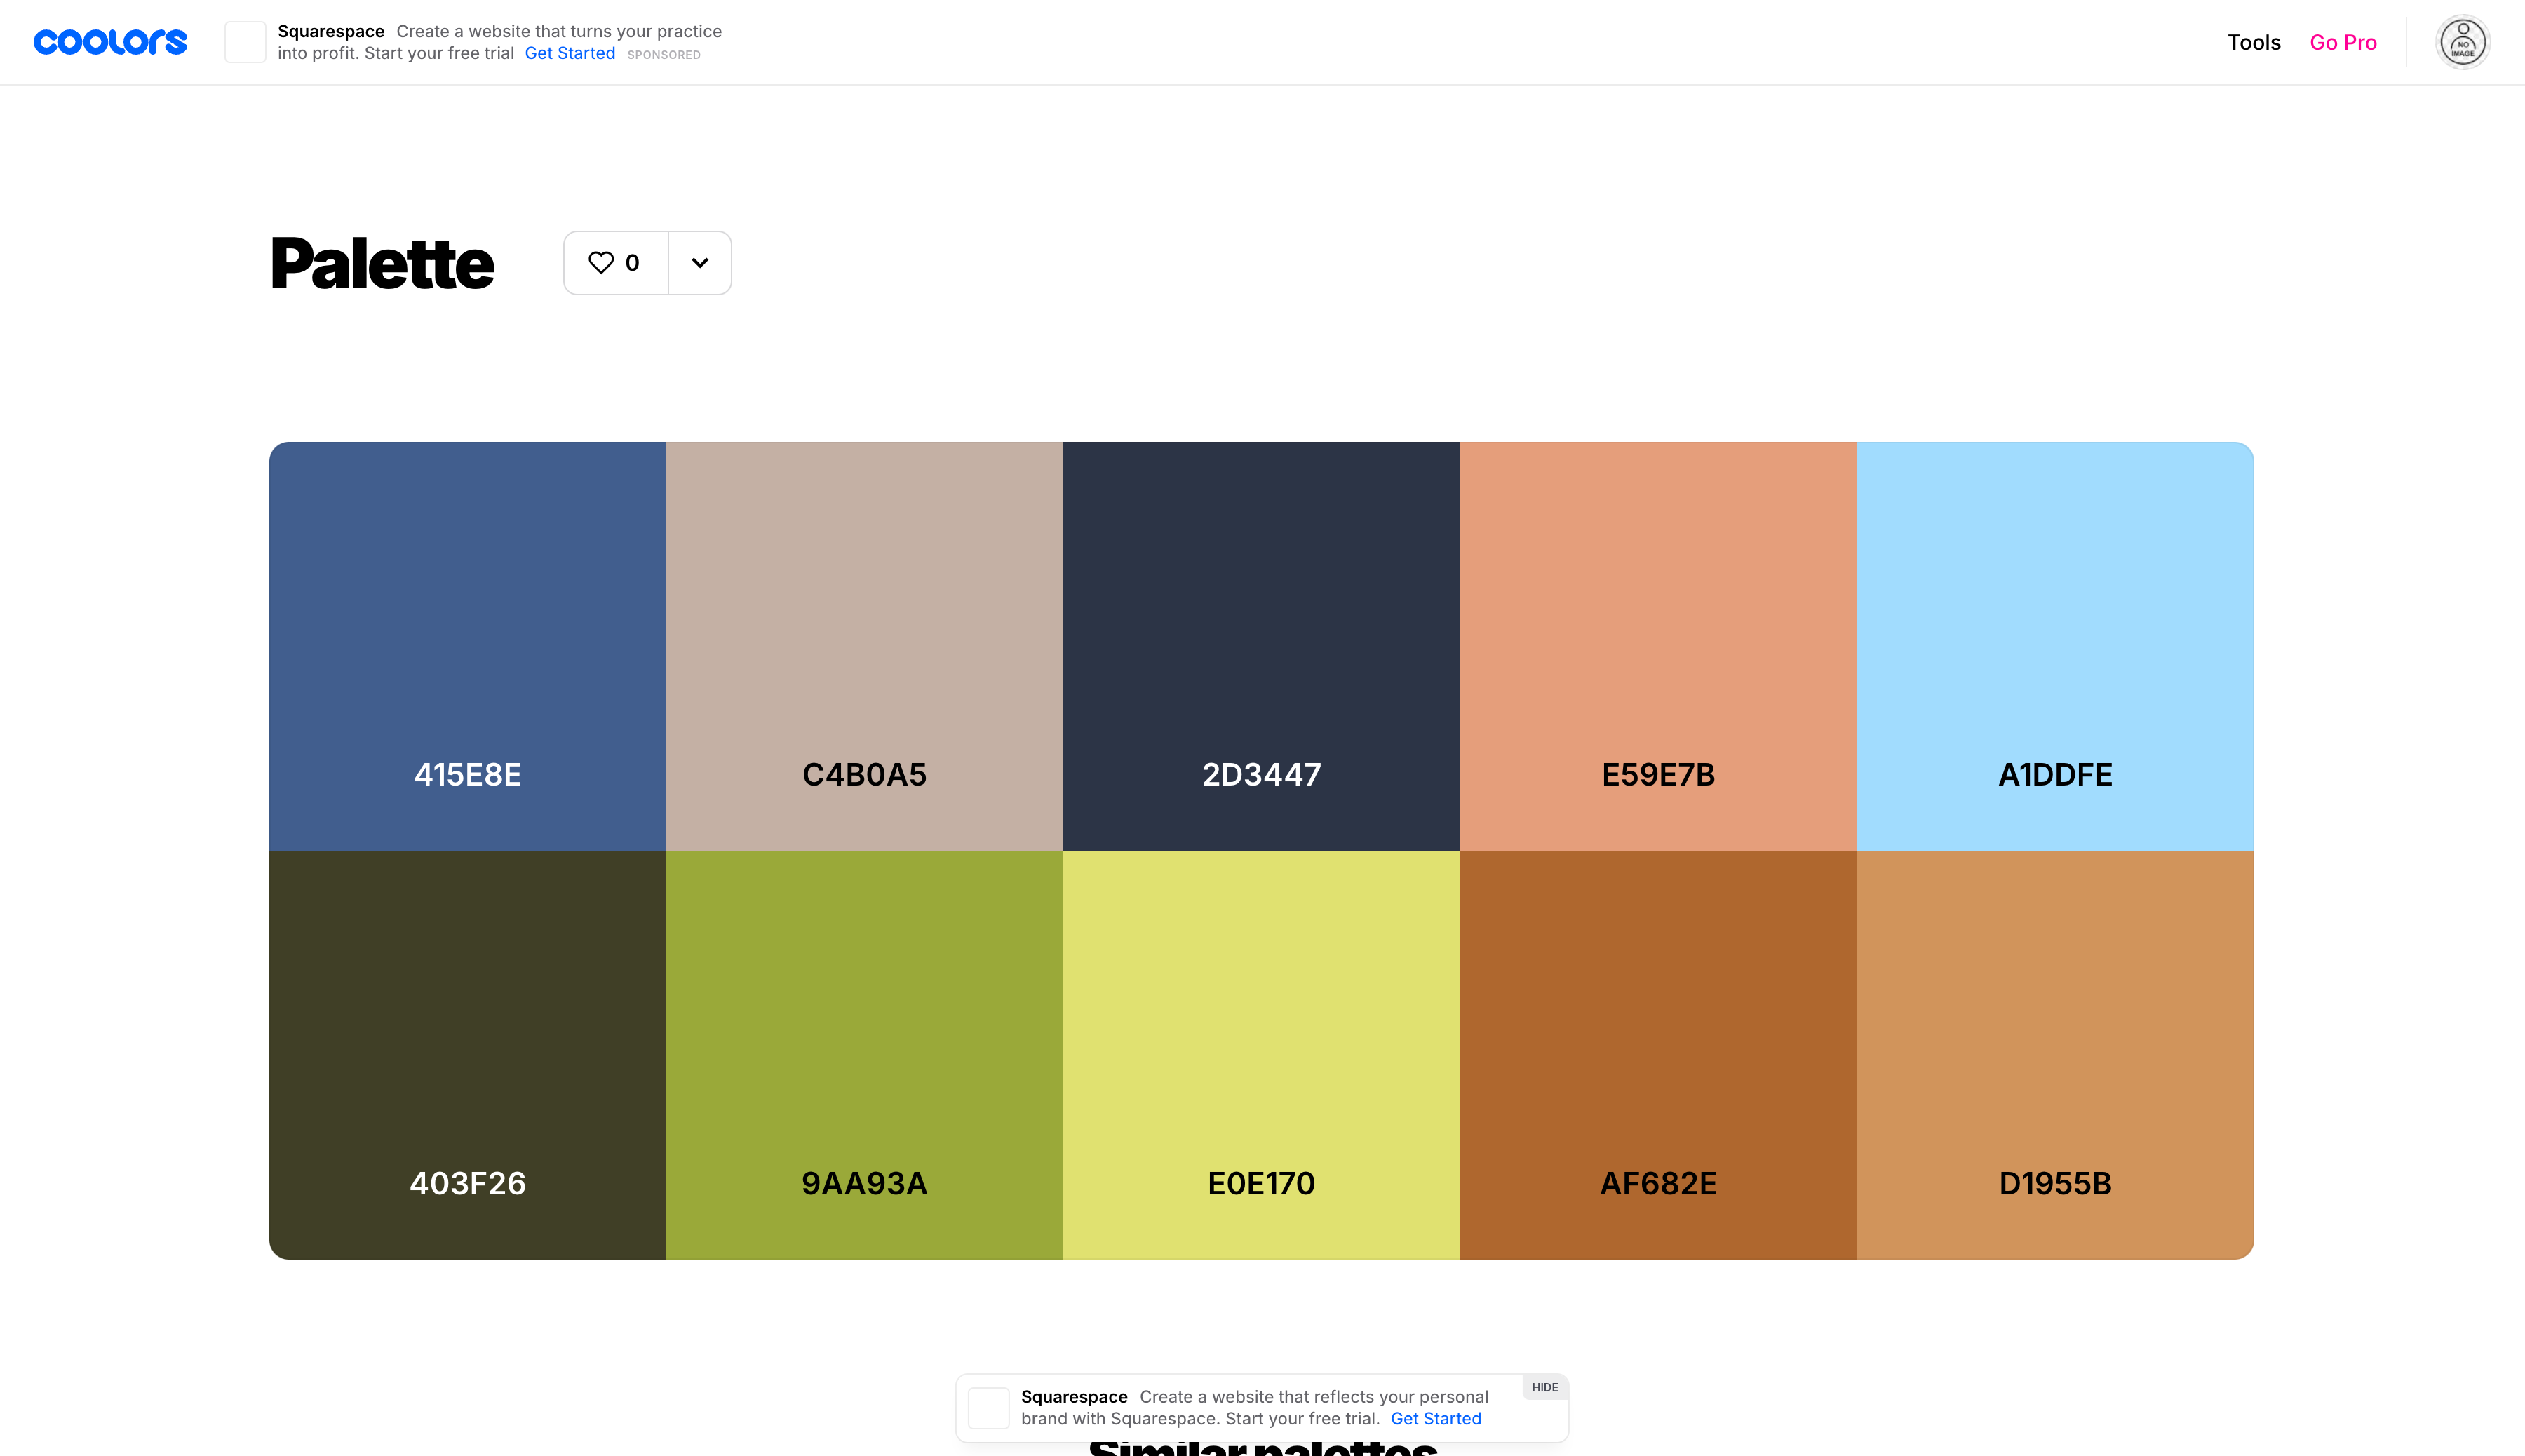 coolors
Squarespace Create a website that turns your practice
into profit. Start your free trial Get Started SPONSORED
Tools Go Pro
NO
IMAGE
Palette
0
415E8E C4B0A5 2D3447 E59E7B A1DDFE
403F26 9AA93A E0E170 AF682E D1955B
HIDE
Squarespace Create a website that reflects your personal
brand with Squarespace. Start your free trial. Get Started
Similar palettes